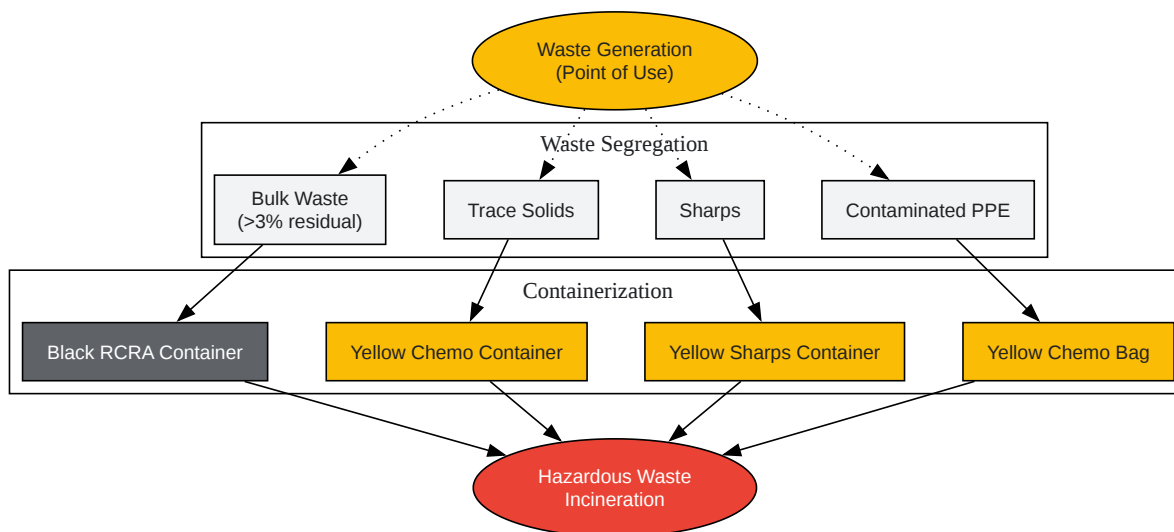 Waste Generation
(Point of Use)
Waste Segregation
Bulk Waste
(>3% residual)
Trace Solids
Sharps
Contaminated PPE
Containerization
Black RCRA Container
Yellow Chemo Container
Yellow Sharps Container
Yellow Chemo Bag
Hazardous Waste
Incineration